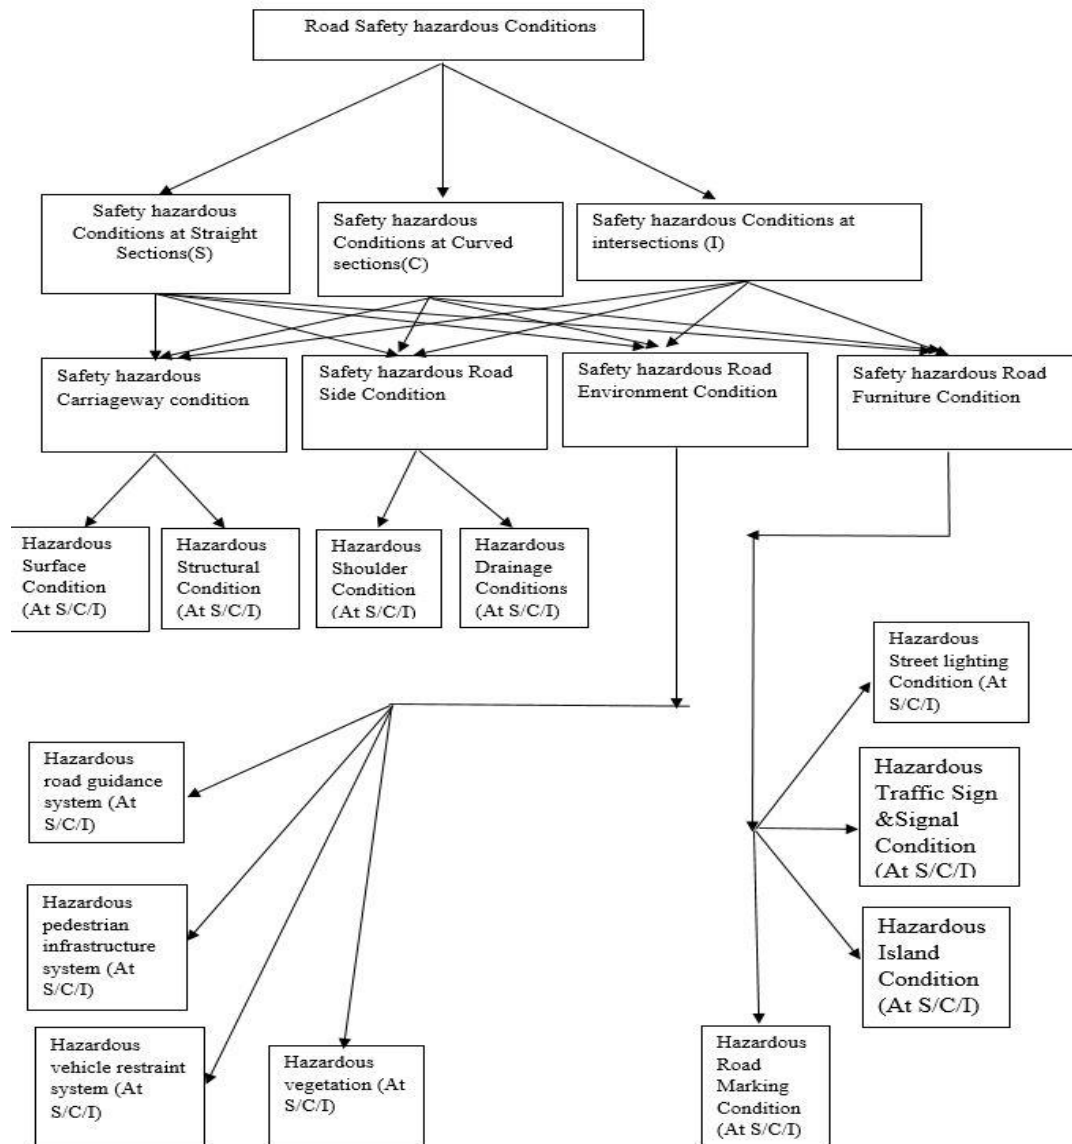 Road Safety hazardous Conditions
Safety hazardous
Conditions at Straight
Sections(S)
Safety hazardous
Conditions at Curved
sections(C)
Safety hazardous Conditions at
intersections (I)
Safety hazardous
Carriageway condition
Safety hazardous Road
Side Condition
Safety hazardous Road
Environment Condition
Safety hazardous Road
Furniture Condition
Hazardous
Surface
Condition
(At S/C/I)
Hazardous
Structural
Condition
(At S/C/I)
Hazardous
Shoulder
Condition
(At S/C/I)
Hazardous
Drainage
Conditions
(At S/C/I)
Hazardous
Street lighting
Condition (At
S/C/I)
Hazardous
road guidance
system (At
S/C/I)
Hazardous
Traffic Sign
&Signal
Condition
(At S/C/I)
Hazardous
pedestrian
infrastructure
system (At
S/C/I)
Hazardous
Island
Condition
(At S/C/I)
Hazardous
vehicle restraint
system (At
S/C/I)
Hazardous
vegetation (At
S/C/I)
Hazardous
Road
Marking
Condition
(At S/C/I)